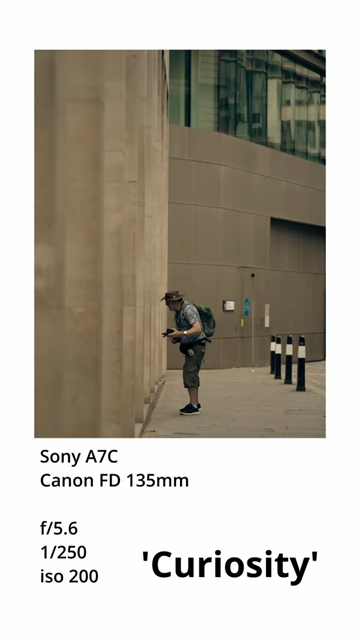 Sony A7C
Canon FD 135mm
f/5.6
1/250
iso 200
'Curiosity'